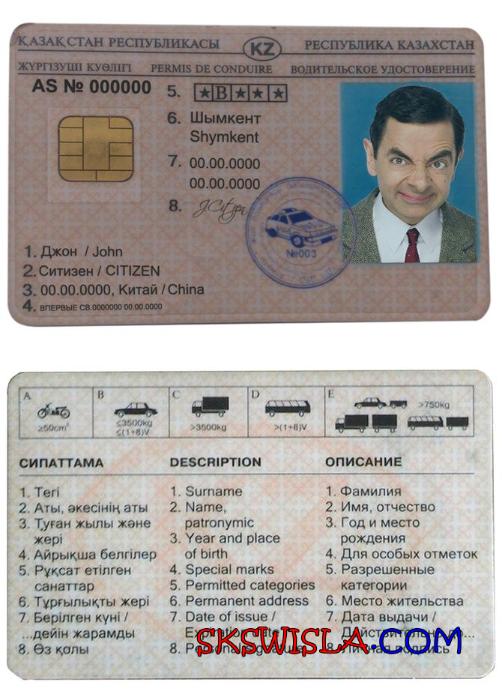 ҚАЗАҚСТАН РЕСПУБЛИКАСЫ KZ РЕСПУБЛИКА КАЗАХСТАН
ЖҮРГІЗУШІ КУӘЛІГІ PERMIS DE CONDUIRE ВОДИТЕЛЬСКОЕ УДОСТОВЕРЕНИЕ
AS № 000000
5. ★ B ★ ★ ★
6. Шымкент
Shymkent
7. 00.00.0000
00.00.0000
8. JCitizen
№003
1. Джон / John
2. Ситизен / CITIZEN
3. 00.00.0000, Китай / China
4. ВПЕРВЫЕ СВ.0000000 00.00.0000
A B C D E
≥50cm³ ≤3500kg ≤(1+8)V >3500kg >(1+8)V >750kg
СИПАТТАМА
1. Тегі
2. Аты, әкесінің аты
3. Туған жылы және
жері
4. Айрықша белгілер
5. Рұқсат етілген
санаттар
6. Тұрғылықты жері
7. Берілген күні /
...дейін жарамды
8. Өз қолы
DESCRIPTION
1. Surname
2. Name,
patronymic
3. Year and place
of birth
4. Special marks
5. Permitted categories
6. Permanent address
7. Date of issue /
8.
ОПИСАНИЕ
1. Фамилия
2. Имя, отчество
3. Год и место
рождения
4. Для особых отметок
5. Разрешенные
категории
6. Место жительства
7. Дата выдачи /
8.
SKSWISLA.COM